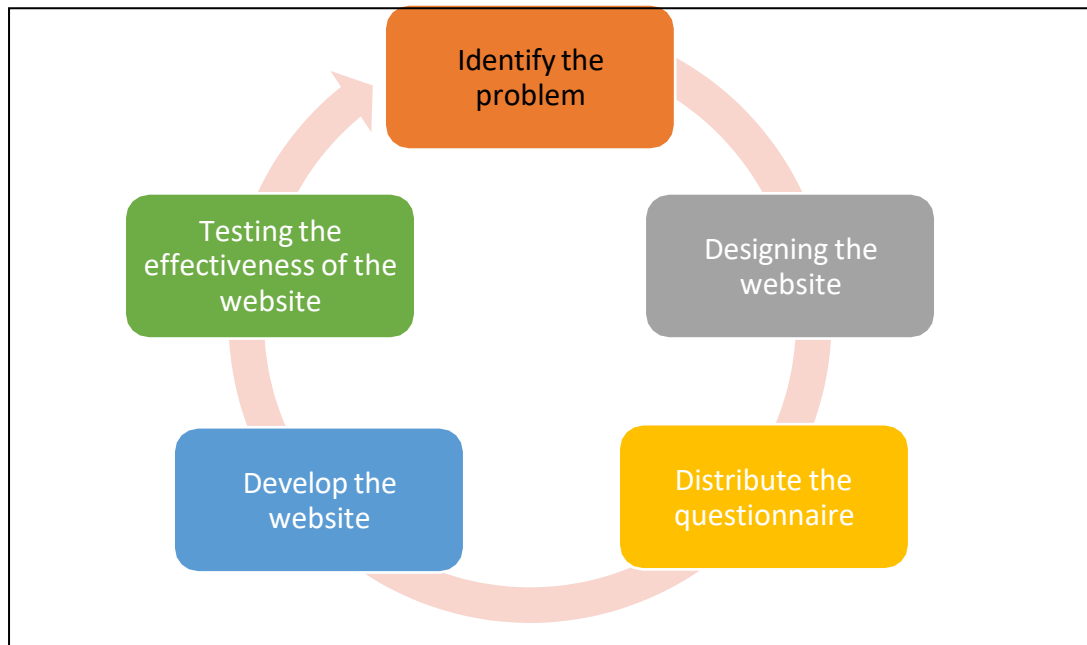 Identify the
problem
Designing the
website
Distribute the
questionnaire
Develop the
website
Testing the
effectiveness of the
website